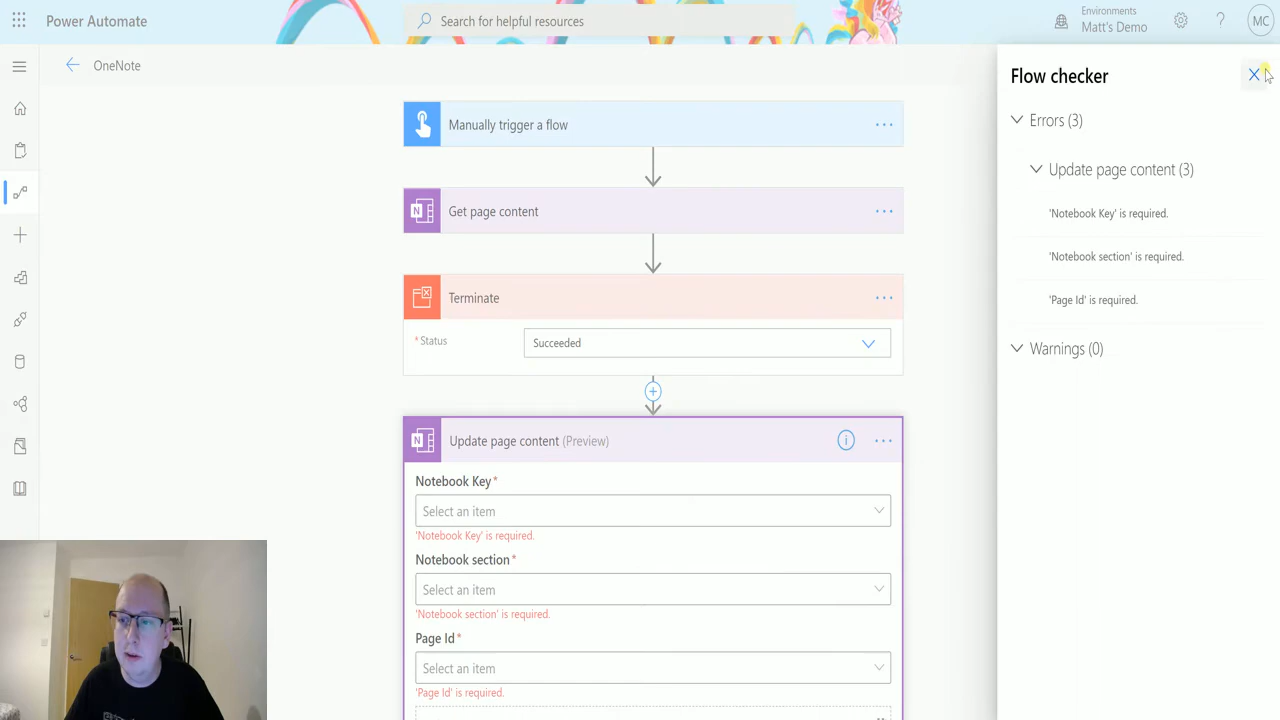 Power Automate
Search for helpful resources
Environments
Matt's Demo
MC
OneNote
Flow checker
Errors (3)
Update page content (3)
'Notebook Key' is required.
'Notebook section' is required.
'Page Id' is required.
Warnings (0)
Manually trigger a flow
Get page content
Terminate
* Status
Succeeded
Update page content (Preview)
Notebook Key *
Select an item
'Notebook Key' is required.
Notebook section *
Select an item
'Notebook section' is required.
Page Id *
Select an item
'Page Id' is required.